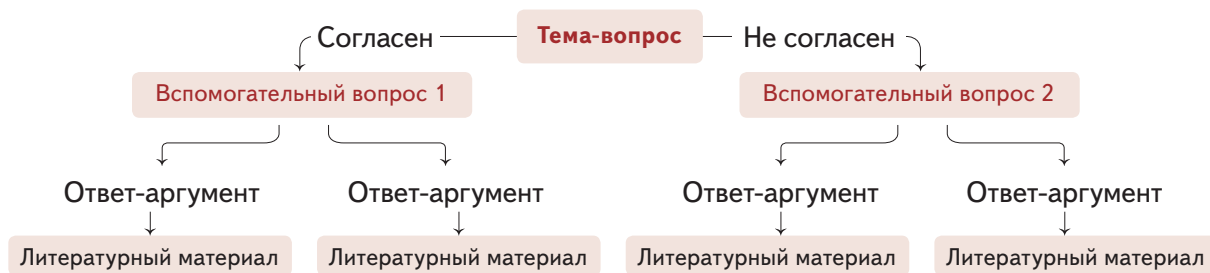 Согласен Тема-вопрос Не согласен
Вспомогательный вопрос 1 Вспомогательный вопрос 2
Ответ-аргумент Ответ-аргумент Ответ-аргумент Ответ-аргумент
Литературный материал Литературный материал Литературный материал Литературный материал